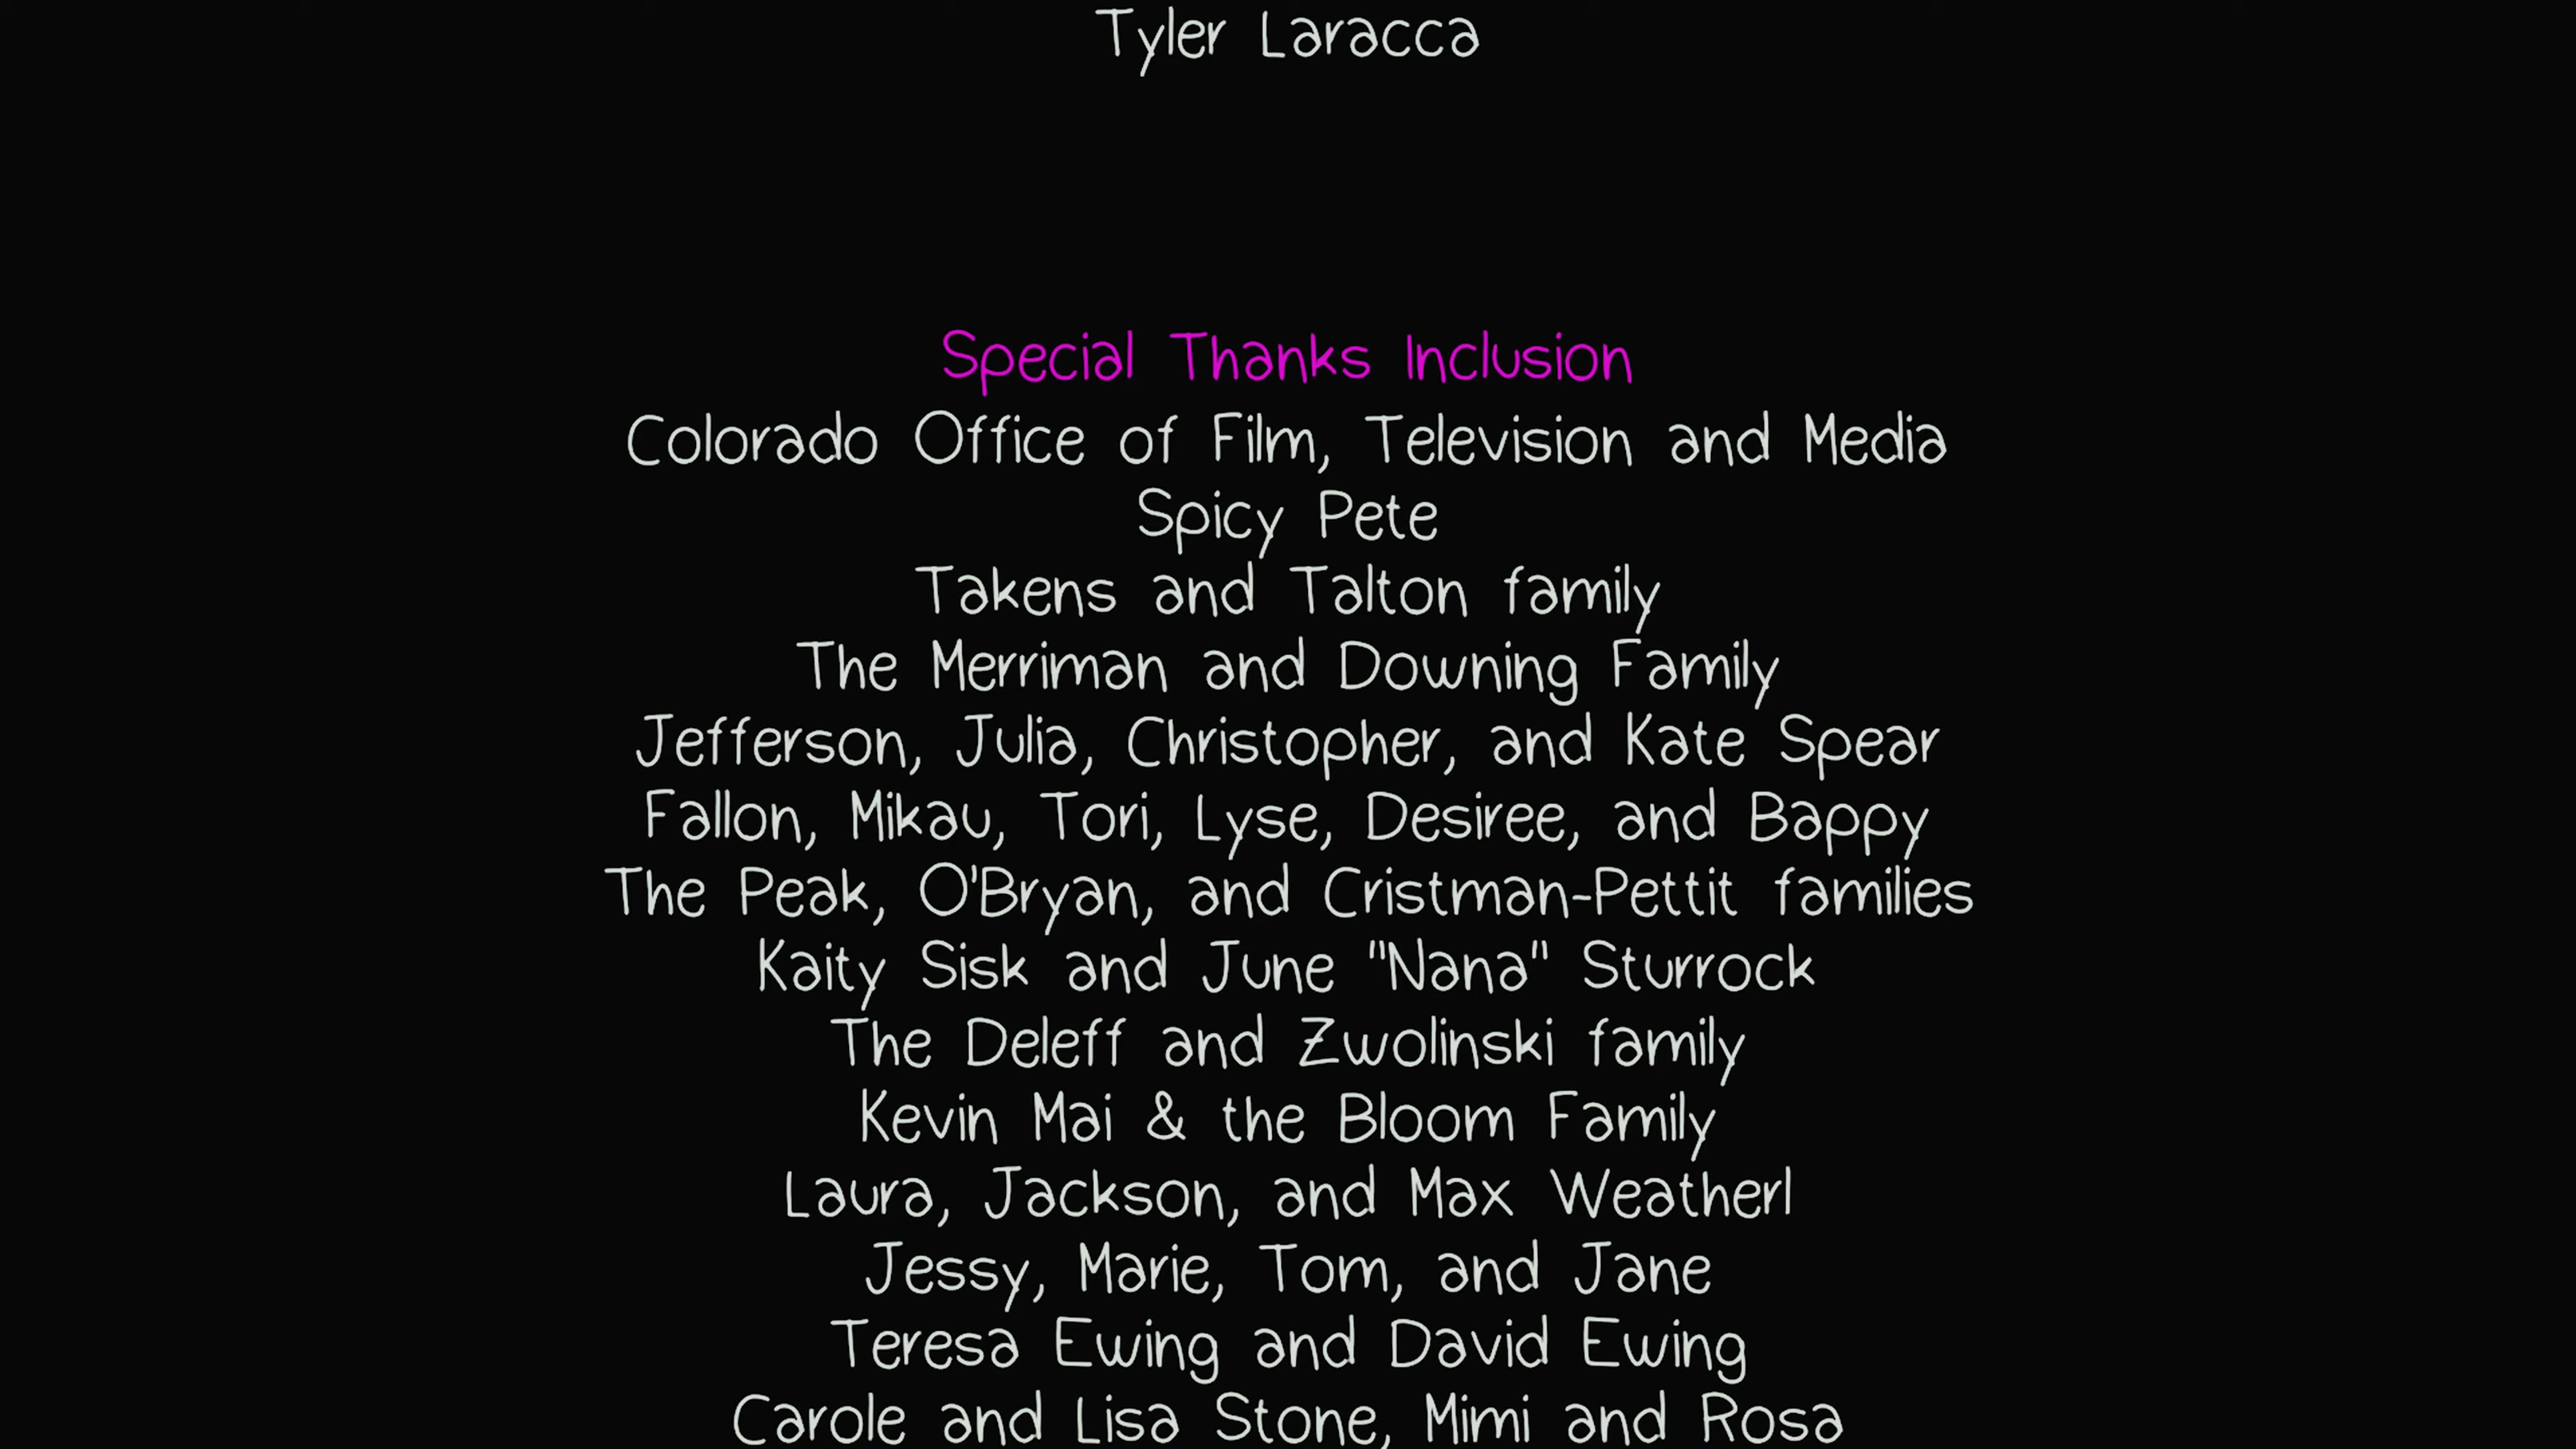 Tyler Laracca
Special Thanks Inclusion
Colorado Office of Film, Television and Media
Spicy Pete
Takens and Talton family
The Merriman and Downing Family
Jefferson, Julia, Christopher, and Kate Spear
Fallon, Mikau, Tori, Lyse, Desiree, and Bappy
The Peak, O'Bryan, and Cristman-Pettit families
Kaity Sisk and June "Nana" Sturrock
The Deleff and Zwolinski family
Kevin Mai & the Bloom Family
Laura, Jackson, and Max Weatherl
Jessy, Marie, Tom, and Jane
Teresa Ewing and David Ewing
Carole and Lisa Stone, Mimi and Rosa